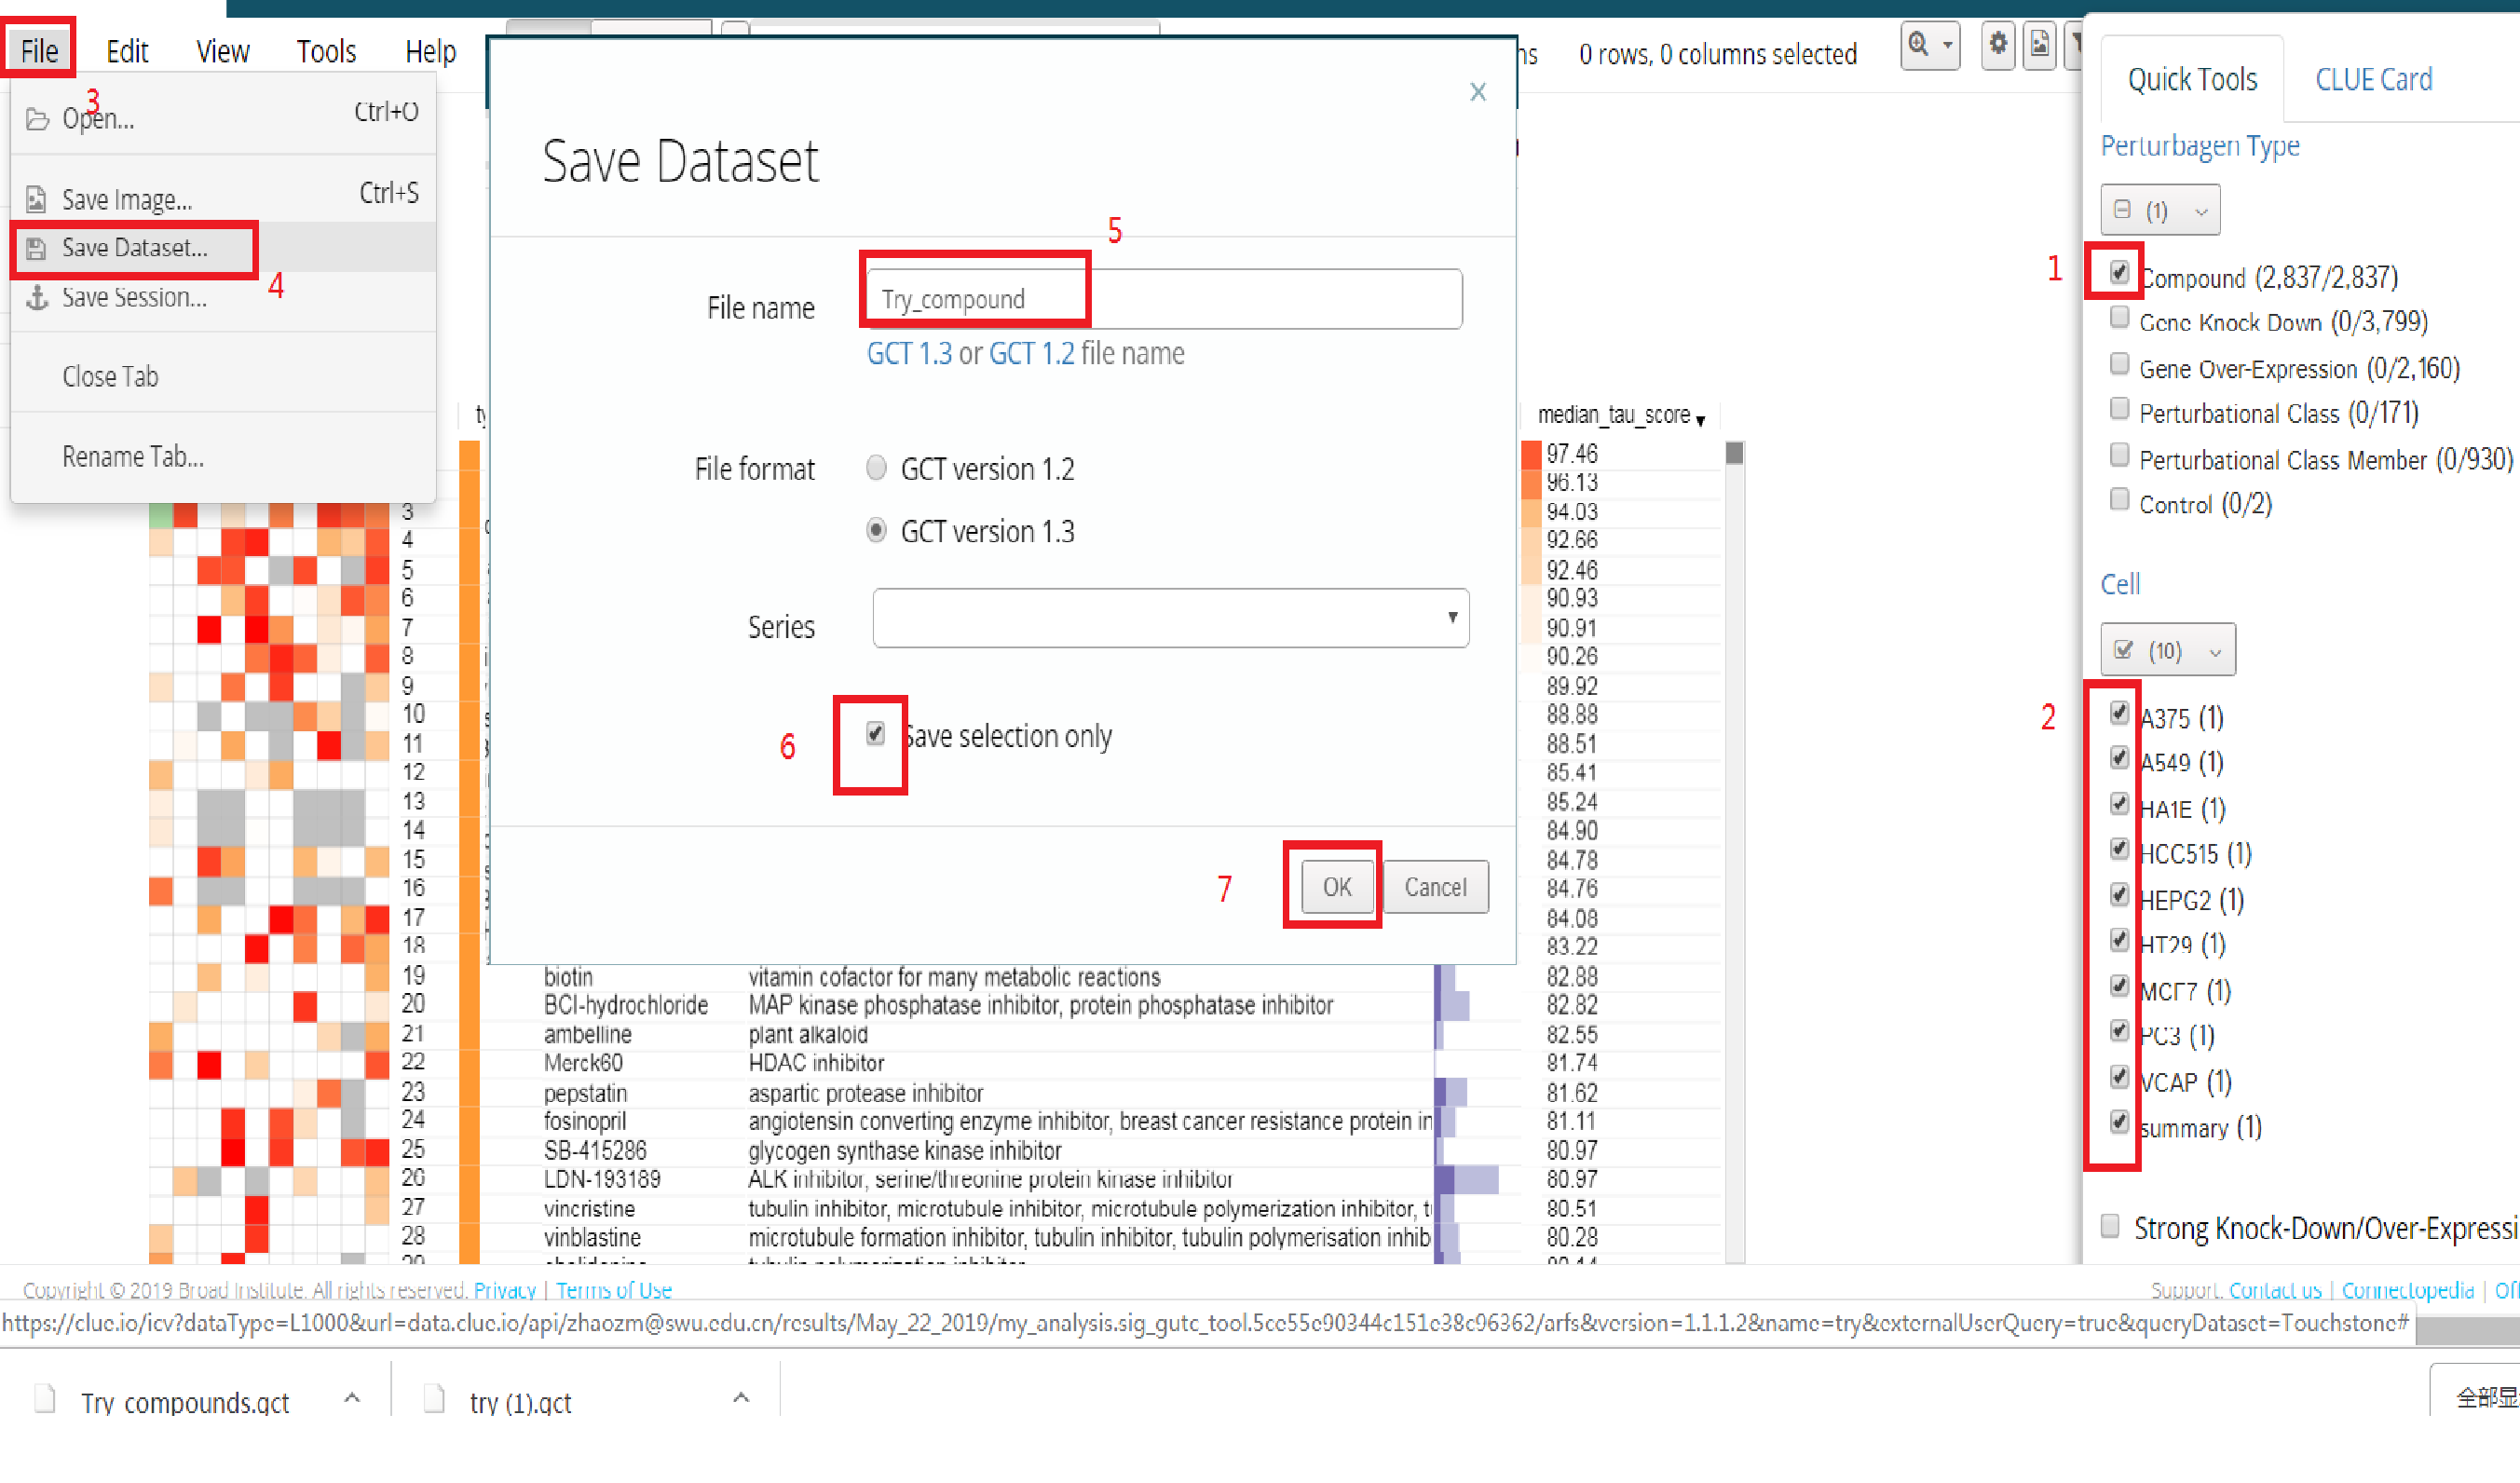 File Edit View Tools Help
0 rows, 0 columns selected
3
Open... Ctrl+O
Save Image... Ctrl+S
Save Dataset...
4
Save Session...
Close Tab
Rename Tab...
x
Save Dataset
5
File name Try_compound
GCT 1.3 or GCT 1.2 file name
File format GCT version 1.2
GCT version 1.3
Series
6 Save selection only
7 OK Cancel
Quick Tools CLUE Card
Perturbagen Type
(1)
1 Compound (2,837/2,837)
Gene Knock Down (0/3,799)
Gene Over-Expression (0/2,160)
Perturbational Class (0/171)
Perturbational Class Member (0/930)
Control (0/2)
Cell
(10)
2
A375 (1)
A549 (1)
HA1E (1)
HCC515 (1)
HEPG2 (1)
HT29 (1)
MCF7 (1)
PC3 (1)
VCAP (1)
summary (1)
Strong Knock-Down/Over-Expressi
median_tau_score
97.46
96.13
3 94.03
4 92.66
5 92.46
6 90.93
7 90.91
8 90.26
9 89.92
10 88.88
11 88.51
12 85.41
13 85.24
14 84.90
15 84.78
16 84.76
17 84.08
18 83.22
19 biotin vitamin cofactor for many metabolic reactions 82.88
20 BCI-hydrochloride MAP kinase phosphatase inhibitor, protein phosphatase inhibitor 82.82
21 ambelline plant alkaloid 82.55
22 Merck60 HDAC inhibitor 81.74
23 pepstatin aspartic protease inhibitor 81.62
24 fosinopril angiotensin converting enzyme inhibitor, breast cancer resistance protein in 81.11
25 SB-415286 glycogen synthase kinase inhibitor 80.97
26 LDN-193189 ALK inhibitor, serine/threonine protein kinase inhibitor 80.97
27 vincristine tubulin inhibitor, microtubule inhibitor, microtubule polymerization inhibitor, t 80.51
28 vinblastine microtubule formation inhibitor, tubulin inhibitor, tubulin polymerisation inhib 80.28
Copyright © 2019 Broad Institute. All rights reserved. Privacy | Terms of Use
Support: Contact us | Connectopedia | Off
https://clue.io/icv?dataType=L1000&url=data.clue.io/api/zhaozm@swu.edu.cn/results/May_22_2019/my_analysis.sig_gutc_tool.5ce55e90344c151e38c96362/arfs&version=1.1.1.2&name=try&externalUserQuery=true&queryDataset=Touchstone#
Try_compounds.gct try (1).gct 全部显